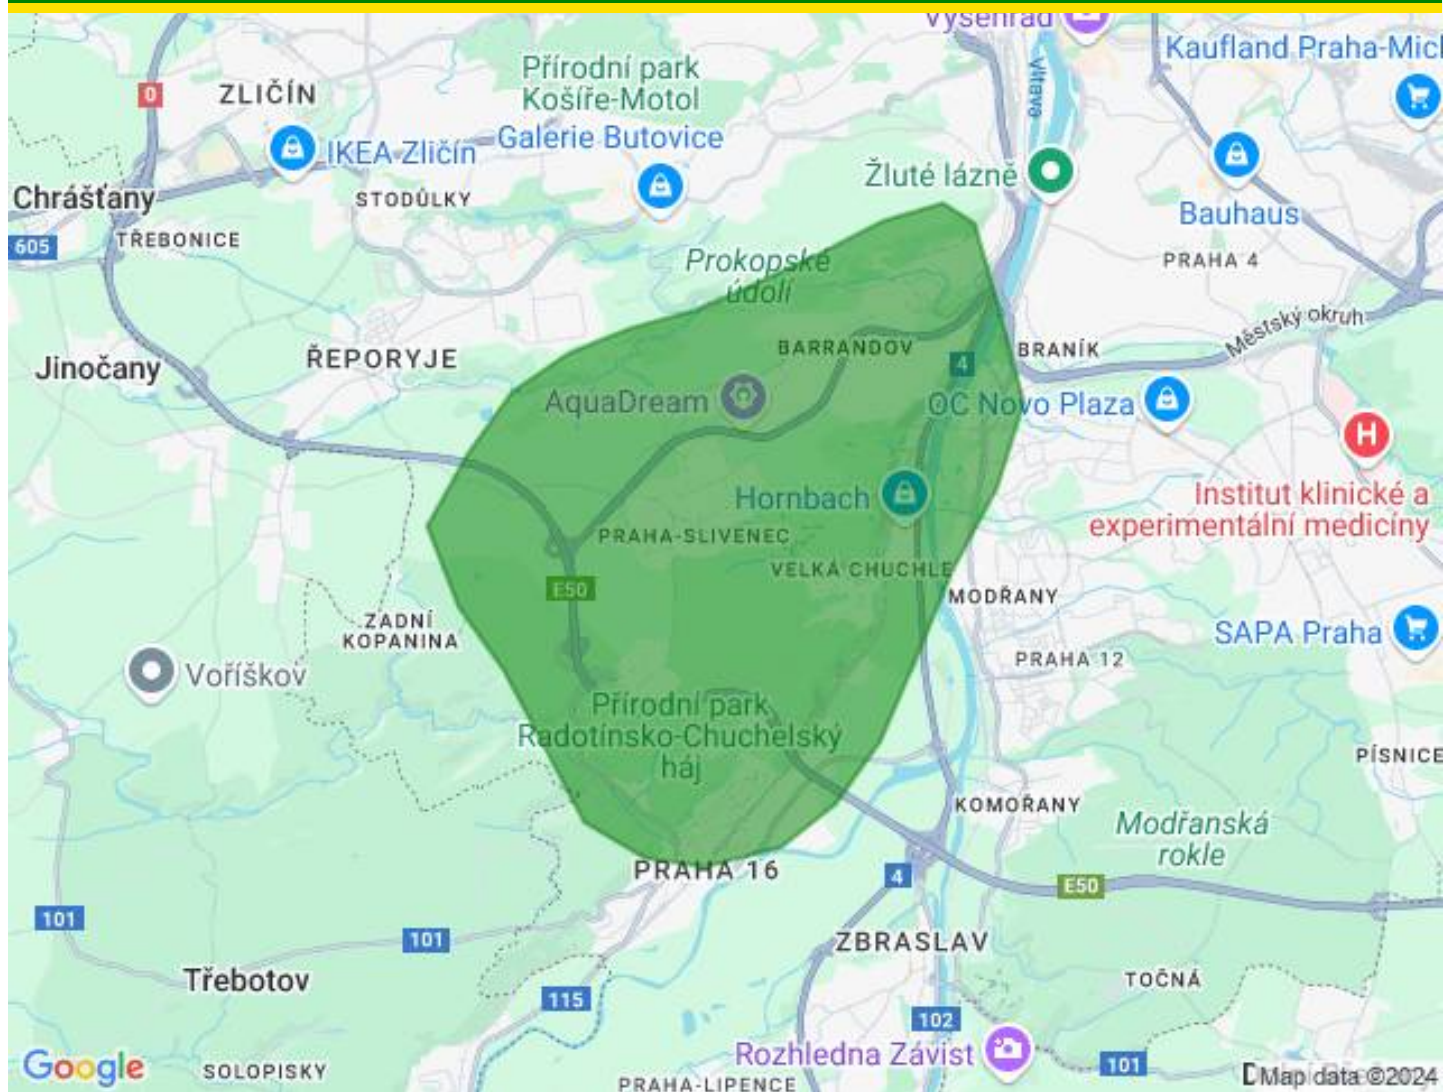 Vyšehrad
Kaufland Praha-Mich
Přírodní park
Košíře-Motol
0
ZLIČÍN
Vltava
IKEA Zličín
Galerie Butovice
Žluté lázně
Chrášťany
STODŮLKY
Bauhaus
605
TŘEBONICE
Prokopské
údolí
PRAHA 4
Městský okruh
Jinočany
ŘEPORYJE
BARRANDOV
4
BRANÍK
AquaDream
OC Novo Plaza
H
Hornbach
Institut klinické a
experimentální medicíny
PRAHA-SLIVENEC
VELKÁ CHUCHLE
E50
MODŘANY
ZADNÍ
KOPANINA
SAPA Praha
Voříškov
PRAHA 12
Přírodní park
Radotínsko-Chuchelský
háj
PÍSNICE
KOMOŘANY
Modřanská
rokle
PRAHA 16
4
E50
101
101
ZBRASLAV
Třebotov
TOČNÁ
115
102
Rozhledna Závist
101
Google
SOLOPISKY
PRAHA-LIPENCE
Map data ©2024